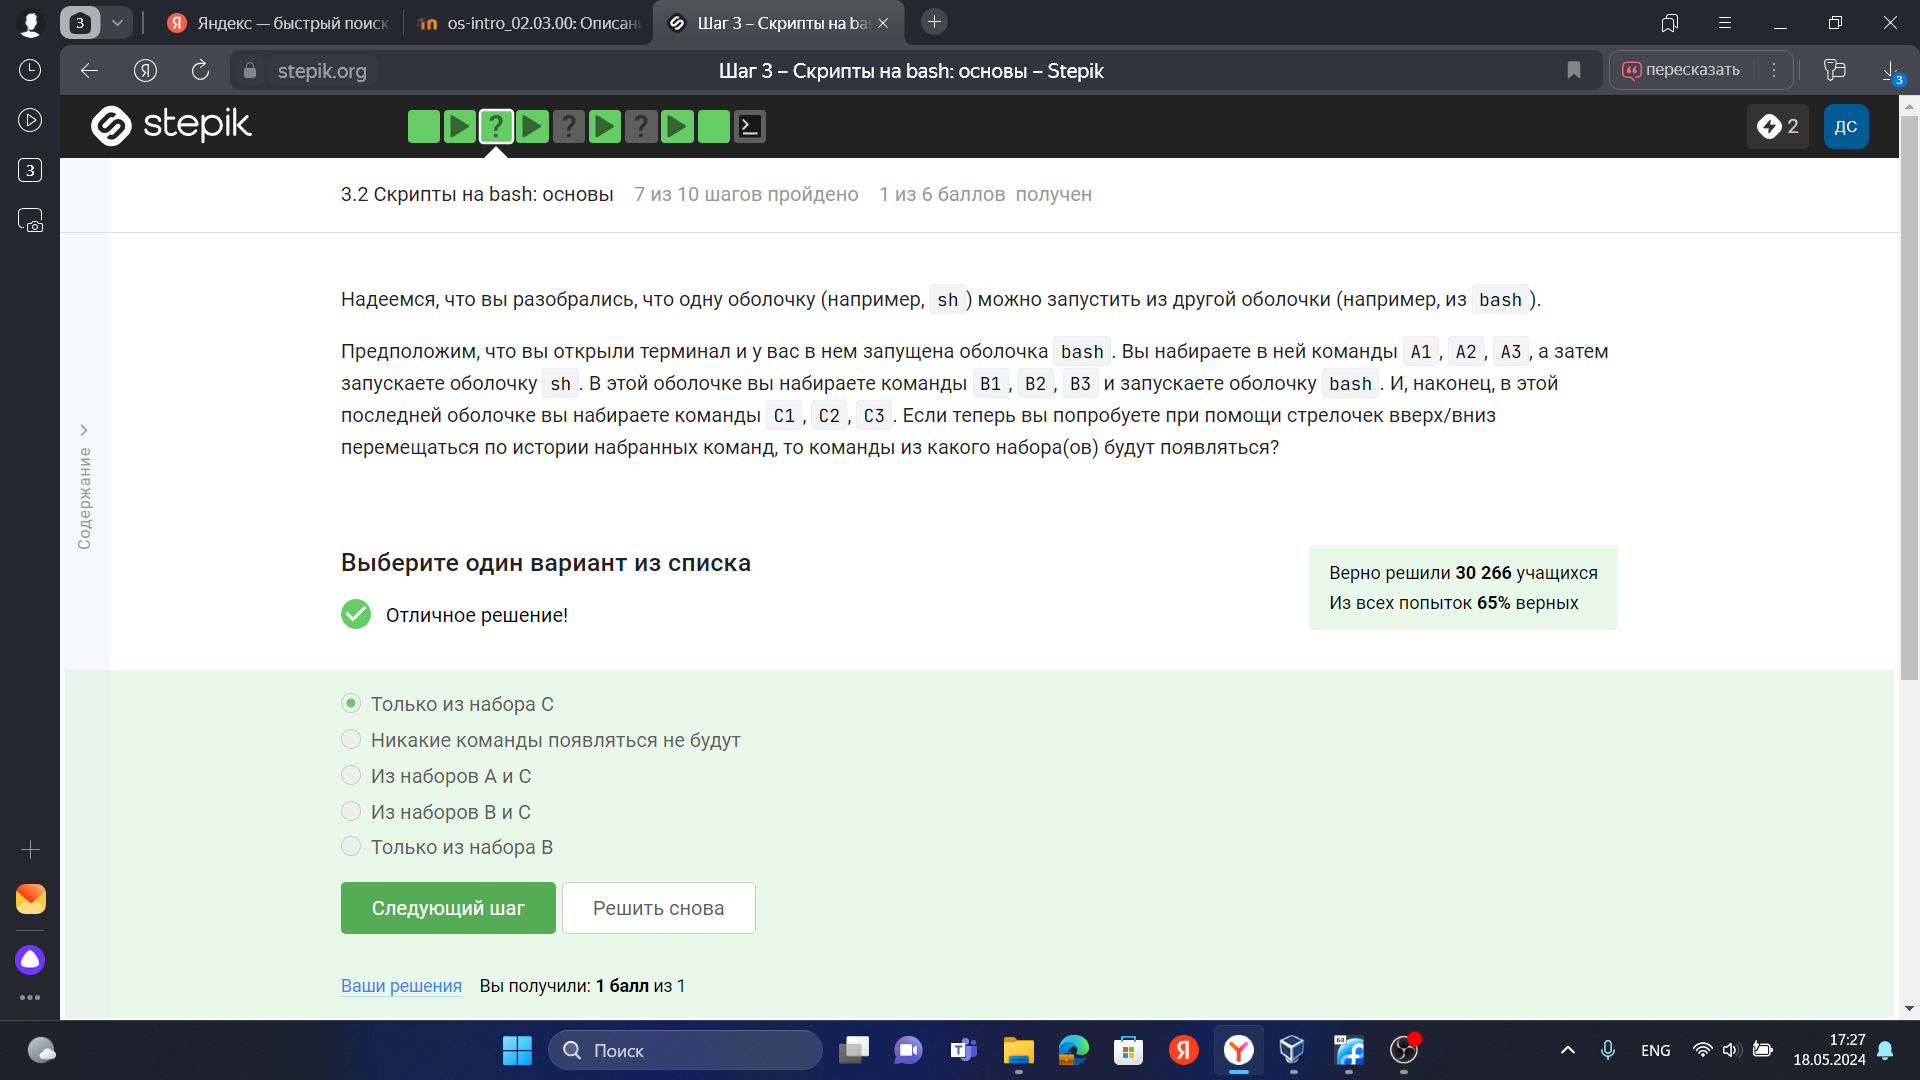 3
Яндекс — быстрый поиск
os-intro_02.03.00: Описан
Шаг 3 – Скрипты на ba
stepik.org
Шаг 3 – Скрипты на bash: основы – Stepik
пересказать
3
3
stepik
2
ДС
3.2 Скрипты на bash: основы 7 из 10 шагов пройдено 1 из 6 баллов получен
Содержание
Надеемся, что вы разобрались, что одну оболочку (например, sh ) можно запустить из другой оболочки (например, из bash ).
Предположим, что вы открыли терминал и у вас в нем запущена оболочка bash . Вы набираете в ней команды A1 , A2 , A3 , а затем
запускаете оболочку sh . В этой оболочке вы набираете команды B1 , B2 , B3 и запускаете оболочку bash . И, наконец, в этой
последней оболочке вы набираете команды C1 , C2 , C3 . Если теперь вы попробуете при помощи стрелочек вверх/вниз
перемещаться по истории набранных команд, то команды из какого набора(ов) будут появляться?
Выберите один вариант из списка
Верно решили 30 266 учащихся
Из всех попыток 65% верных
Отличное решение!
Только из набора C
Никакие команды появляться не будут
Из наборов A и C
Из наборов B и C
Только из набора B
Следующий шаг
Решить снова
Ваши решения Вы получили: 1 балл из 1
Поиск
64
ENG
17:27
18.05.2024